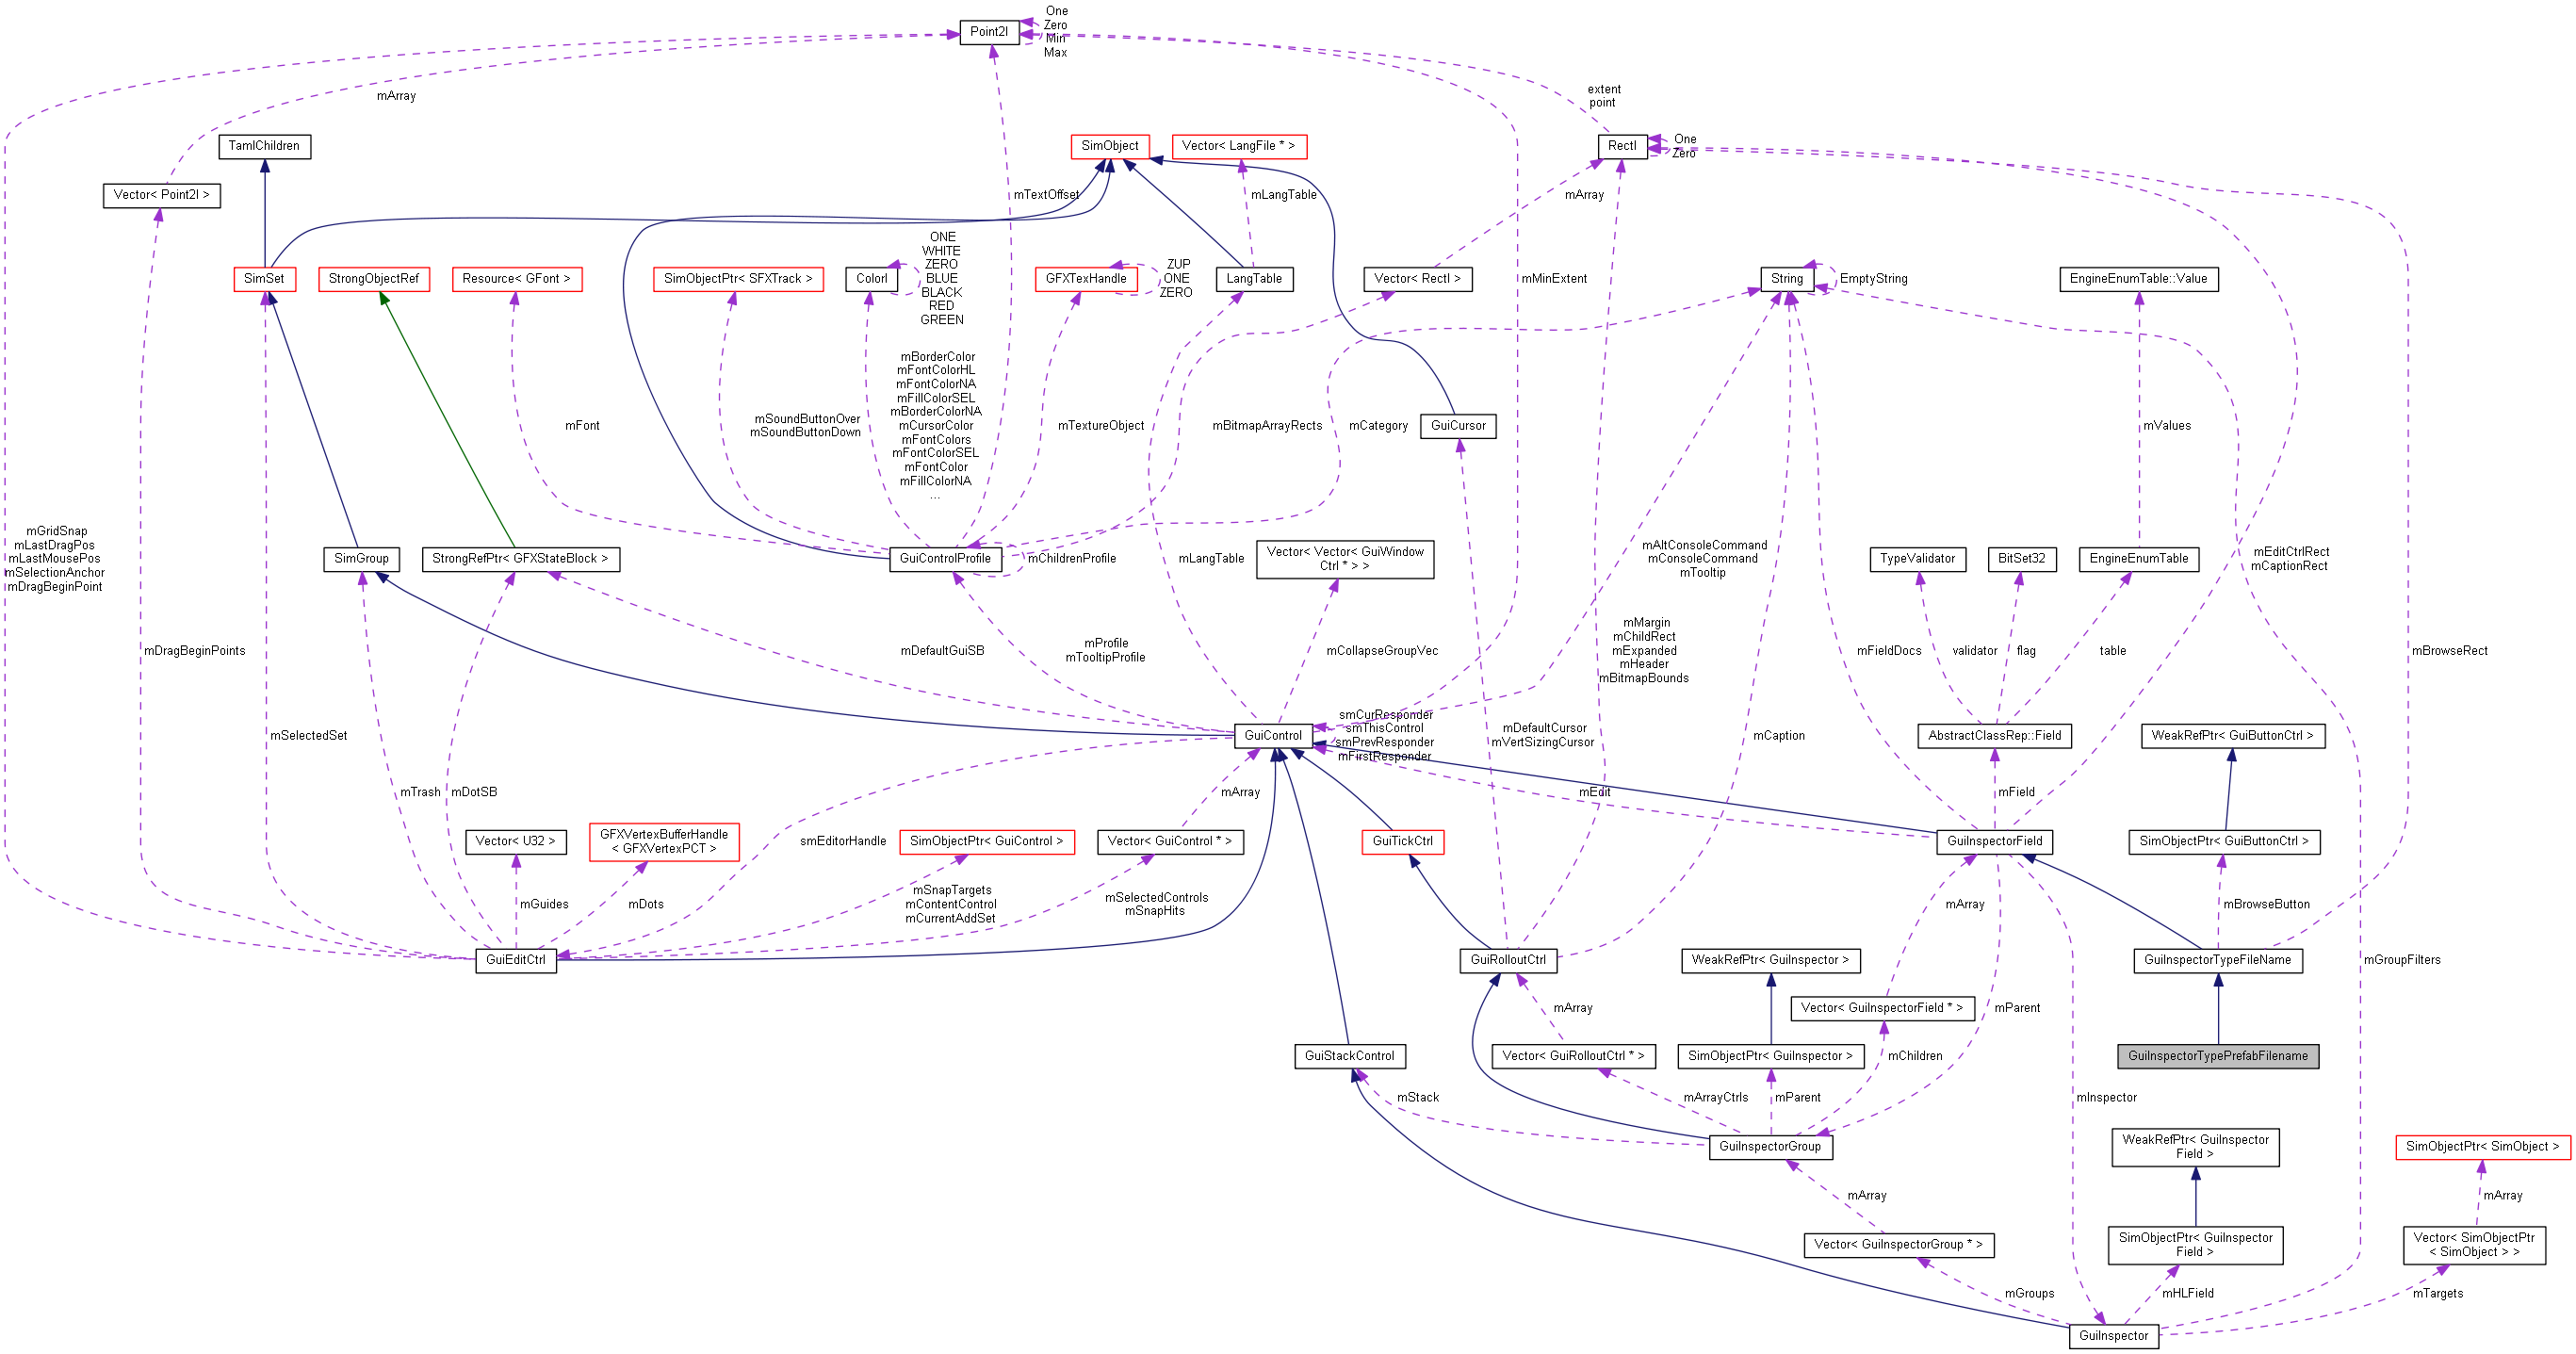 Point2I
One
Zero
Min
Max
mArray
extent
point
TamlChildren
SimObject
Vector< LangFile * >
RectI
One
Zero
Vector< Point2I >
mTextOffset
mLangTable
mArray
SimSet
StrongObjectRef
Resource< GFont >
SimObjectPtr< SFXTrack >
ColorI
ONE
WHITE
ZERO
BLUE
BLACK
RED
GREEN
GFXTexHandle
ZUP
ONE
ZERO
LangTable
Vector< RectI >
mMinExtent
String
EmptyString
EngineEnumTable::Value
mFont
mSoundButtonOver
mSoundButtonDown
mBorderColor
mFontColorHL
mFontColorNA
mFillColorSEL
mBorderColorNA
mCursorColor
mFontColors
mFontColorSEL
mFontColor
mFillColorNA
...
mTextureObject
mBitmapArrayRects
mCategory
GuiCursor
mValues
mGridSnap
mLastDragPos
mLastMousePos
mSelectionAnchor
mDragBeginPoint
SimGroup
StrongRefPtr< GFXStateBlock >
GuiControlProfile
mChildrenProfile
mLangTable
Vector< Vector< GuiWindow
Ctrl * > >
mAltConsoleCommand
mConsoleCommand
mTooltip
TypeValidator
BitSet32
EngineEnumTable
mEditCtrlRect
mCaptionRect
mDragBeginPoints
mDefaultGuiSB
mProfile
mTooltipProfile
mCollapseGroupVec
mMargin
mChildRect
mExpanded
mHeader
mBitmapBounds
mFieldDocs
validator
flag
table
mBrowseRect
mSelectedSet
GuiControl
smCurResponder
smThisControl
smPrevResponder
mFirstResponder
mDefaultCursor
mVertSizingCursor
mCaption
AbstractClassRep::Field
WeakRefPtr< GuiButtonCtrl >
mTrash
mDotSB
mArray
mEdit
mField
Vector< U32 >
GFXVertexBufferHandle
< GFXVertexPCT >
smEditorHandle
SimObjectPtr< GuiControl >
Vector< GuiControl * >
GuiTickCtrl
GuiInspectorField
SimObjectPtr< GuiButtonCtrl >
mGuides
mDots
mSnapTargets
mContentControl
mCurrentAddSet
mSelectedControls
mSnapHits
mArray
mBrowseButton
GuiEditCtrl
GuiRolloutCtrl
WeakRefPtr< GuiInspector >
GuiInspectorTypeFileName
mGroupFilters
mArray
Vector< GuiInspectorField * >
mParent
GuiStackControl
Vector< GuiRolloutCtrl * >
SimObjectPtr< GuiInspector >
mChildren
GuiInspectorTypePrefabFilename
mStack
mArrayCtrls
mParent
mInspector
GuiInspectorGroup
WeakRefPtr< GuiInspector
Field >
SimObjectPtr< SimObject >
mArray
mArray
Vector< GuiInspectorGroup * >
SimObjectPtr< GuiInspector
Field >
Vector< SimObjectPtr
< SimObject > >
mGroups
mHLField
mTargets
GuiInspector